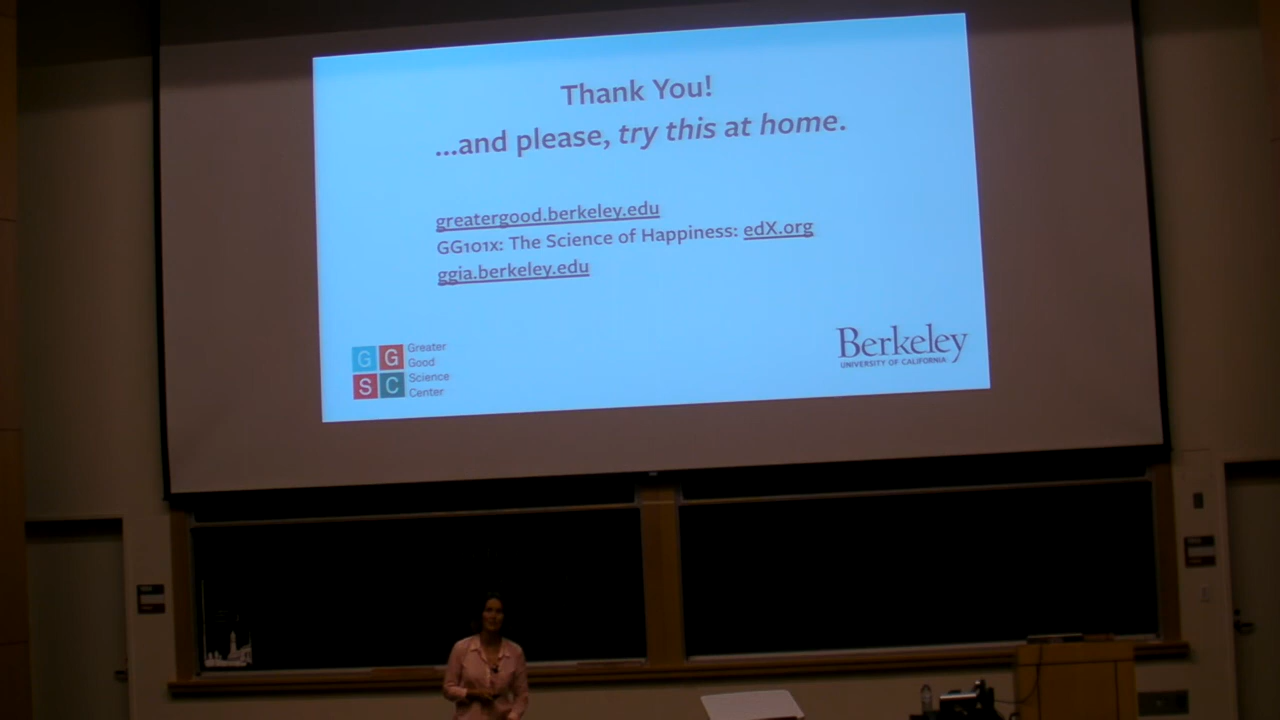 Thank You!
...and please, try this at home.
greatergood.berkeley.edu
GG101x: The Science of Happiness: edX.org
ggia.berkeley.edu
G G
S C
Greater
Good
Science
Center
Berkeley
UNIVERSITY OF CALIFORNIA